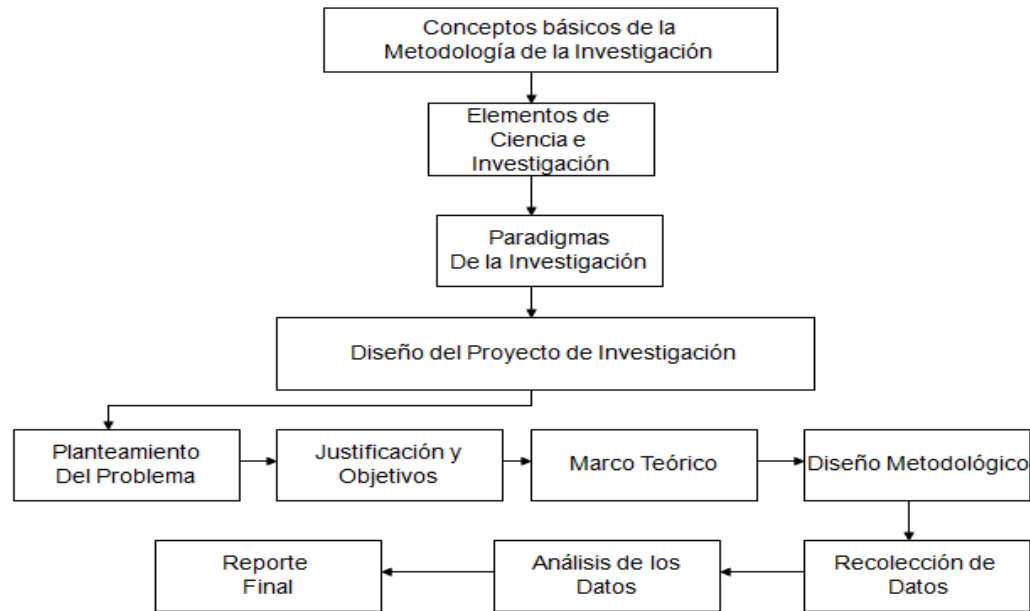 Conceptos básicos de la
Metodología de la Investigación
Elementos de
Ciencia e
Investigación
Paradigmas
De la Investigación
Diseño del Proyecto de Investigación
Planteamiento
Del Problema
Justificación y
Objetivos
Marco Teórico
Diseño Metodológico
Recolección de
Datos
Análisis de los
Datos
Reporte
Final